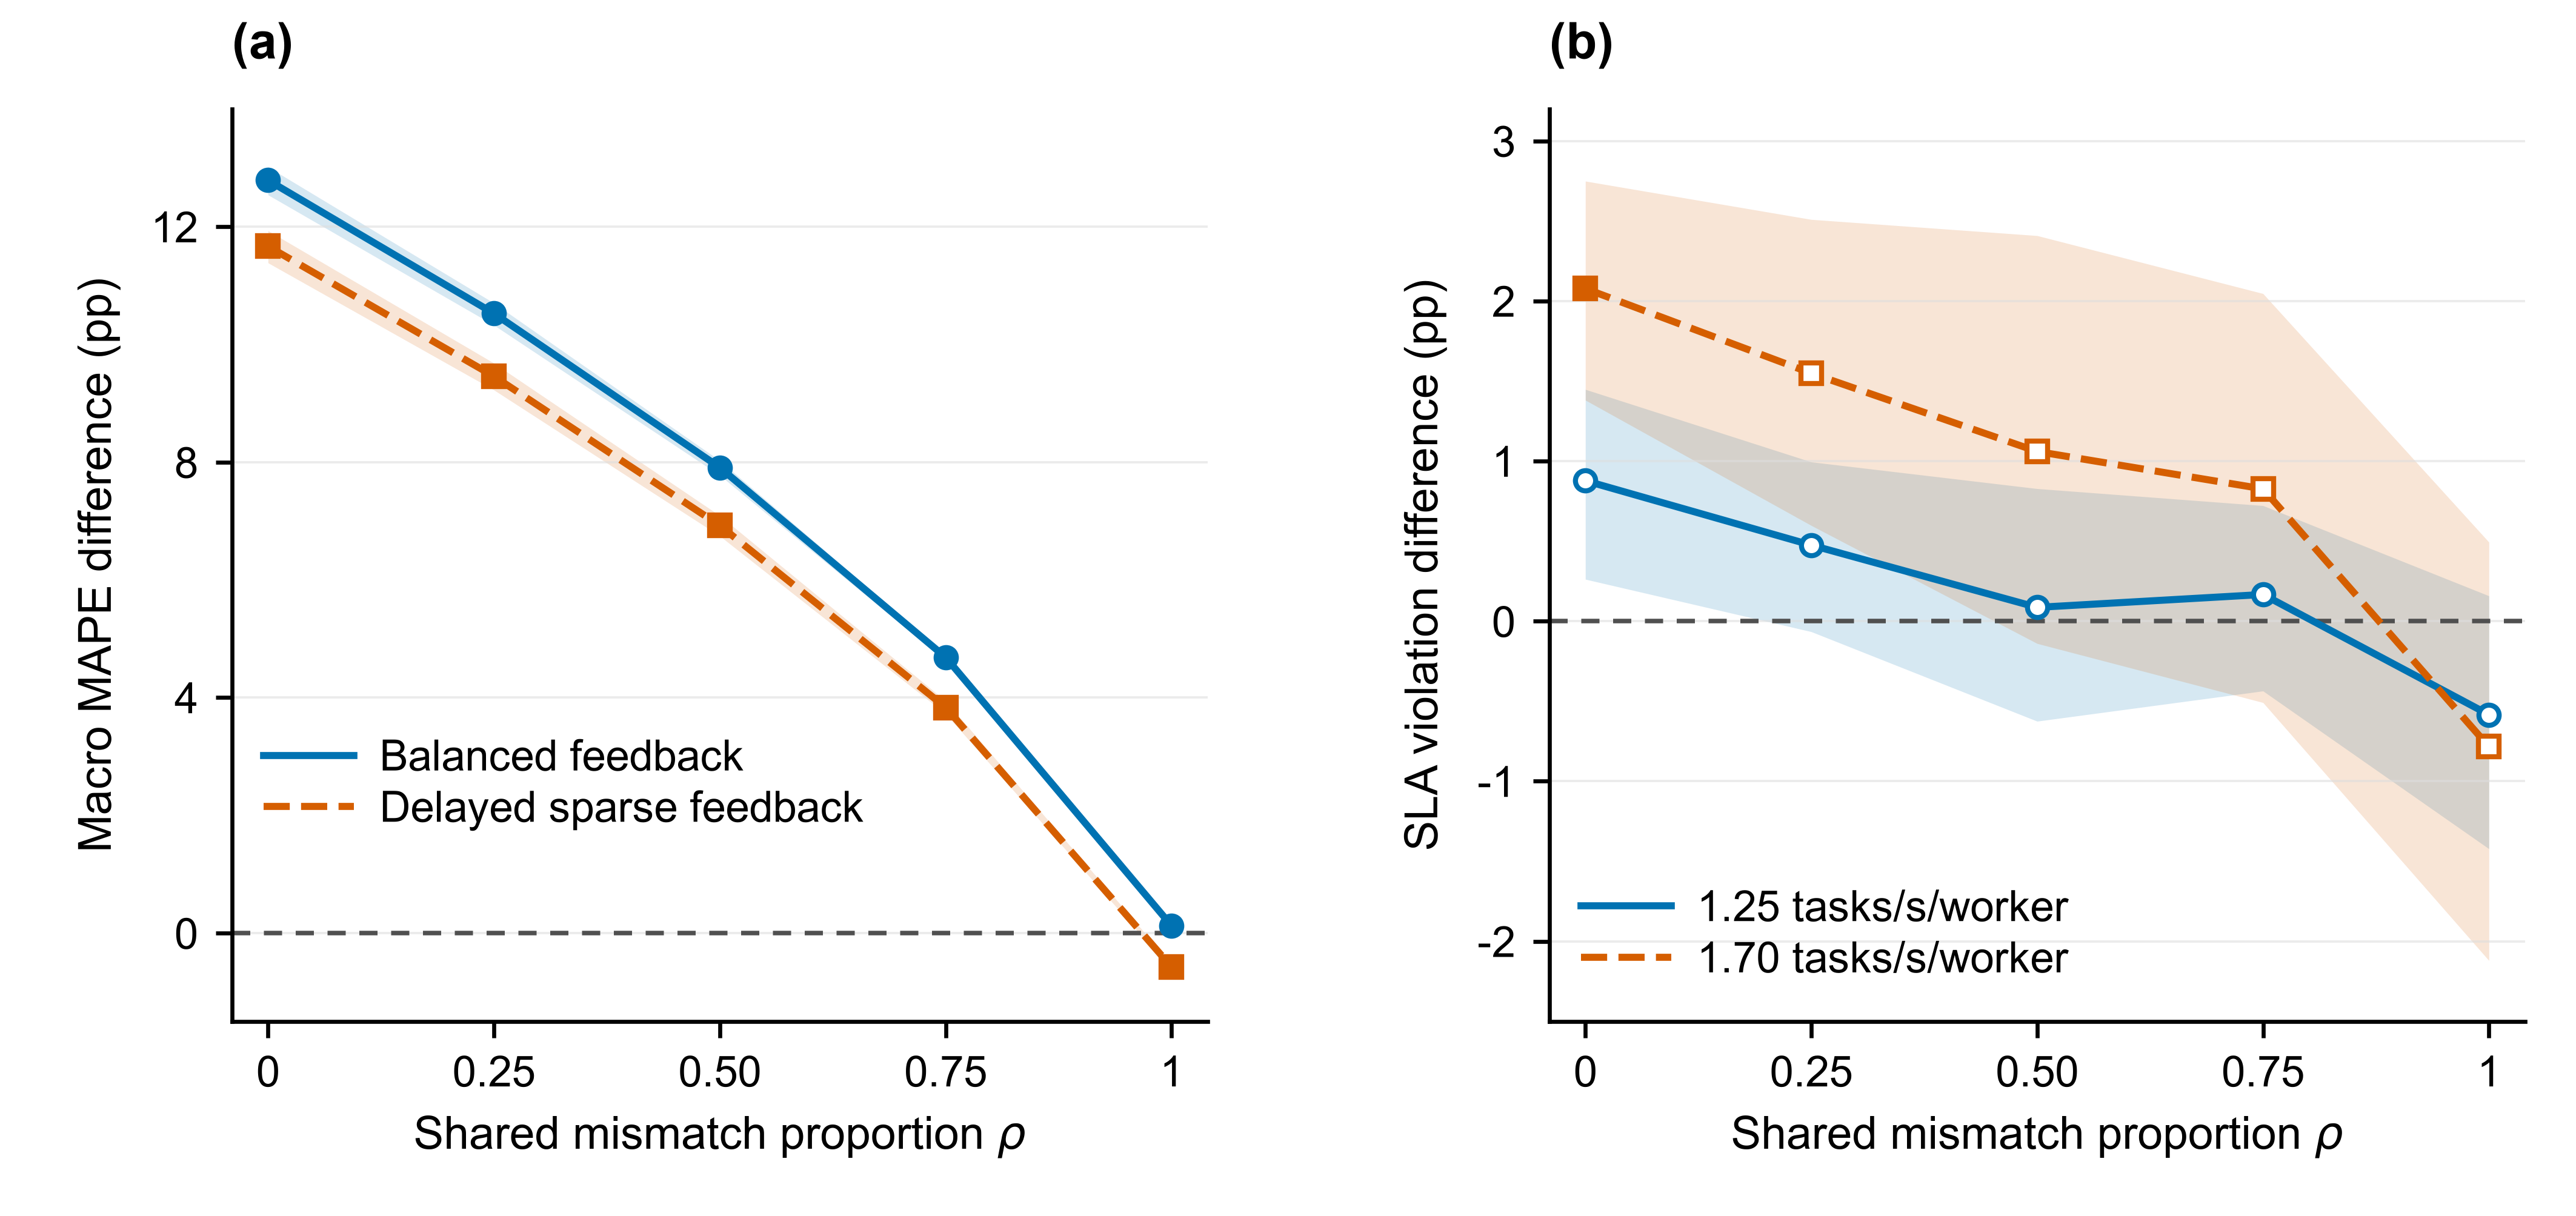 (a)
Macro MAPE difference (pp)
12
8
4
0
Balanced feedback
Delayed sparse feedback
0 0.25 0.50 0.75 1
Shared mismatch proportion ρ
(b)
SLA violation difference (pp)
3
2
1
0
-1
-2
1.25 tasks/s/worker
1.70 tasks/s/worker
0 0.25 0.50 0.75 1
Shared mismatch proportion ρ